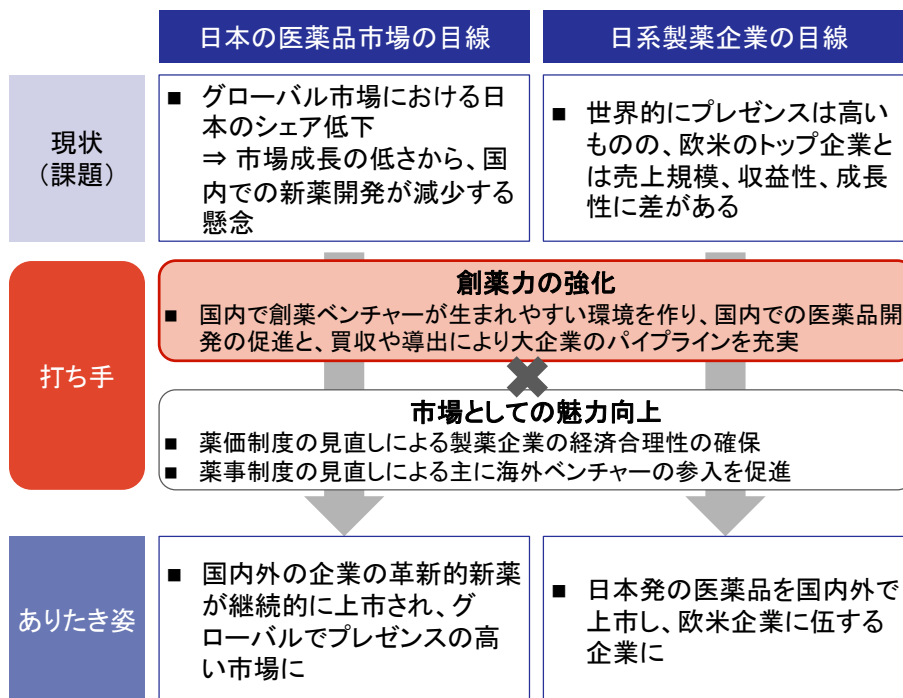 日本の医薬品市場の目線
日系製薬企業の目線
現状
（課題）
■ グローバル市場における日
本のシェア低下
⇒ 市場成長の低さから、国
内での新薬開発が減少する
懸念
■ 世界的にプレゼンスは高い
ものの、欧米のトップ企業と
は売上規模、収益性、成長
性に差がある
打ち手
創薬力の強化
■ 国内で創薬ベンチャーが生まれやすい環境を作り、国内での医薬品開
発の促進と、買収や導出により大企業のパイプラインを充実
市場としての魅力向上
■ 薬価制度の見直しによる製薬企業の経済合理性の確保
■ 薬事制度の見直しによる主に海外ベンチャーの参入を促進
ありたき姿
■ 国内外の企業の革新的新薬
が継続的に上市され、グ
ローバルでプレゼンスの高
い市場に
■ 日本発の医薬品を国内外で
上市し、欧米企業に伍する
企業に